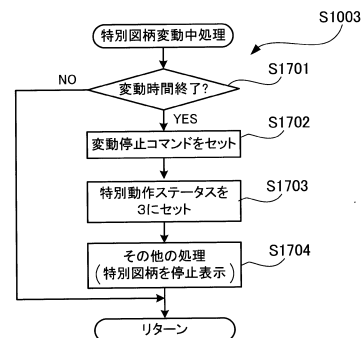 特別図柄変動中処理
S1003
NO
変動時間終了?
S1701
YES
S1702
変動停止コマンドをセット
S1703
特別動作ステータスを
3にセット
S1704
その他の処理
(特別図柄を停止表示)
リターン